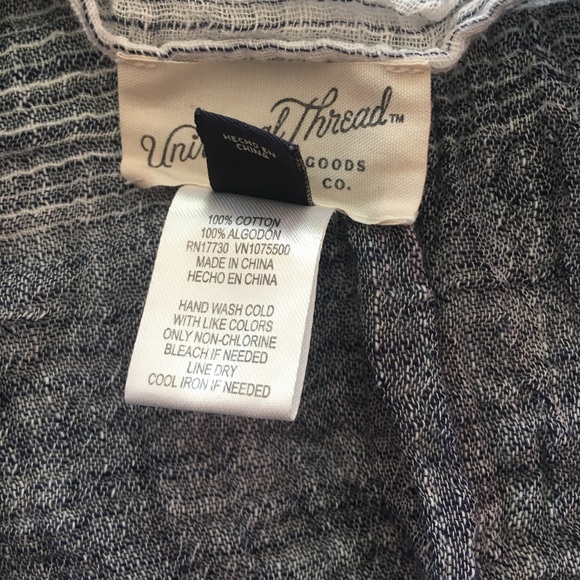 Thread™
GOODS
CO.
HECHO EN
CHINA
100% COTTON
100% ALGODÓN
RN17730 VN1075500
MADE IN CHINA
HECHO EN CHINA
HAND WASH COLD
WITH LIKE COLORS
ONLY NON-CHLORINE
BLEACH IF NEEDED
LINE DRY
COOL IRON IF NEEDED